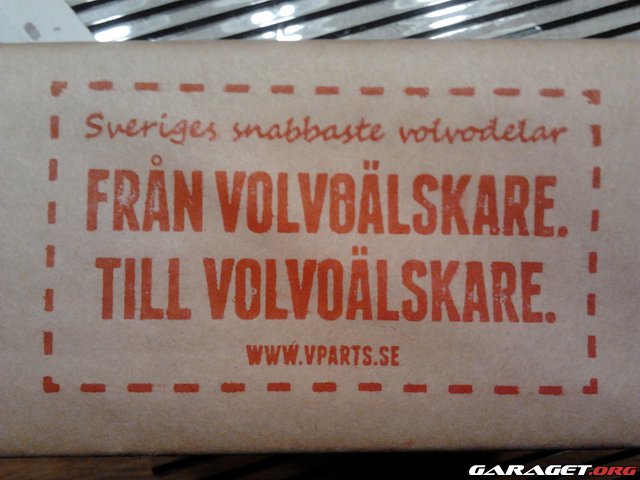 Sveriges snabbaste volvodelar
FRÅN VOLVOÄLSKARE.
TILL VOLVOÄLSKARE.
WWW.VPARTS.SE
GARAGET.ORG